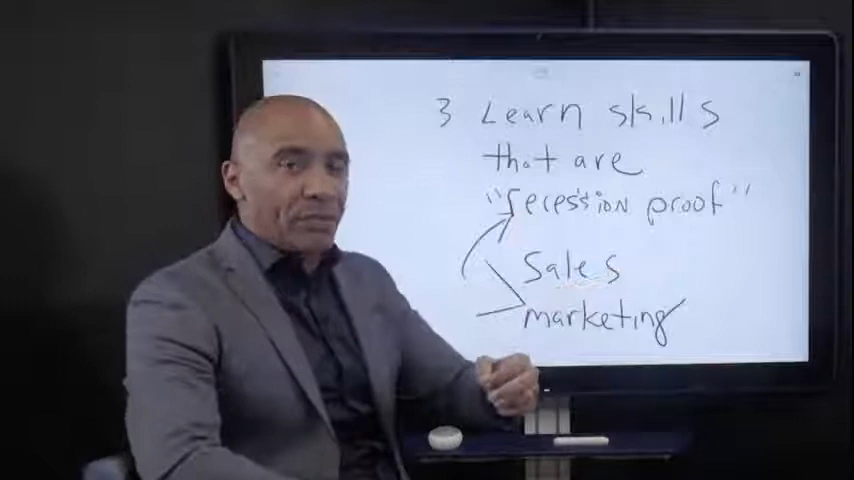 3 Learn skills
that are
"recession proof"
Sales
marketing